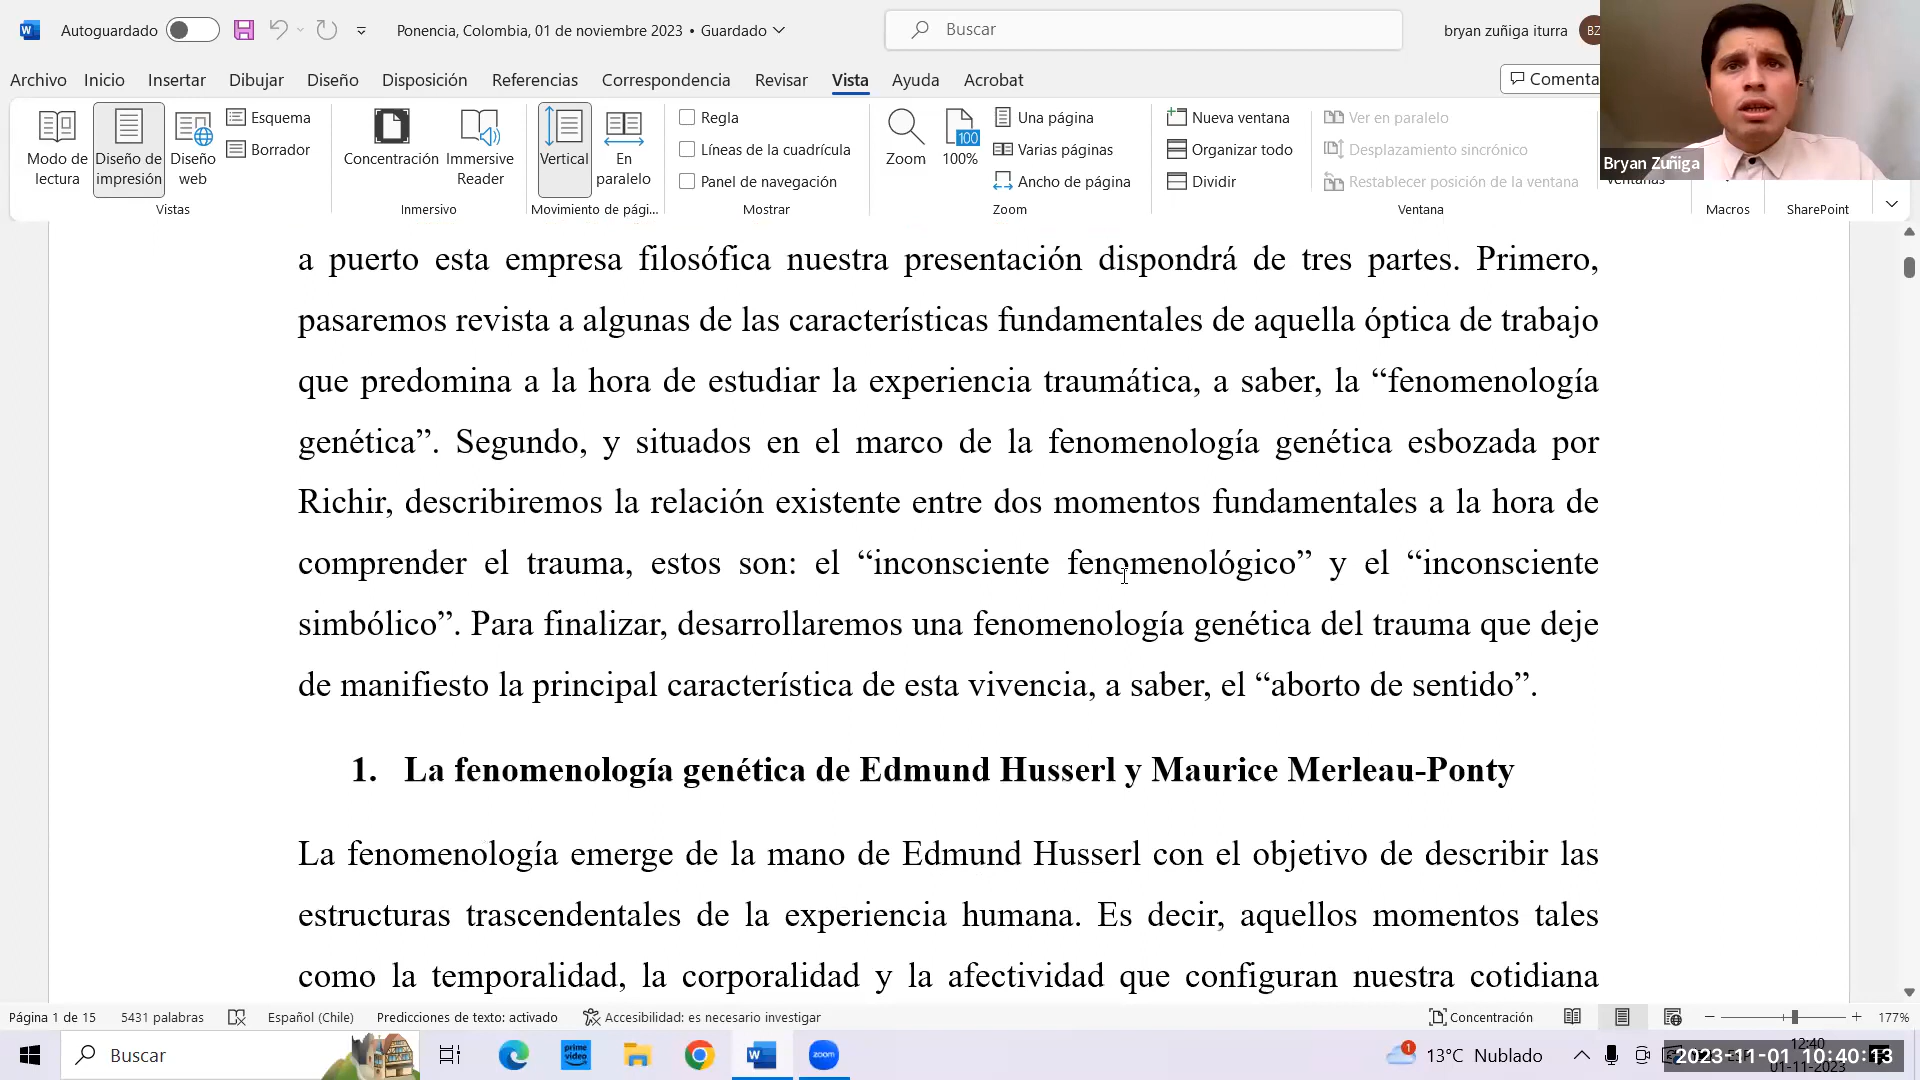 Autoguardado
Ponencia, Colombia, 01 de noviembre 2023 • Guardado
Buscar
bryan zuñiga iturra
BZ
Archivo Inicio Insertar Dibujar Diseño Disposición Referencias Correspondencia Revisar Vista Ayuda Acrobat
Comenta
Modo de lectura
Diseño de impresión
Diseño web
Esquema
Borrador
Vistas
Concentración
Immersive Reader
Inmersivo
Vertical
En paralelo
Movimiento de pági...
Regla
Líneas de la cuadrícula
Panel de navegación
Mostrar
Zoom
100
100%
Una página
Varias páginas
Ancho de página
Zoom
Nueva ventana
Organizar todo
Dividir
Ver en paralelo
Desplazamiento sincrónico
Restablecer posición de la ventana
Ventana
Macros
SharePoint
Bryan Zuñiga
a puerto esta empresa filosófica nuestra presentación dispondrá de tres partes. Primero,
pasaremos revista a algunas de las características fundamentales de aquella óptica de trabajo
que predomina a la hora de estudiar la experiencia traumática, a saber, la “fenomenología
genética”. Segundo, y situados en el marco de la fenomenología genética esbozada por
Richir, describiremos la relación existente entre dos momentos fundamentales a la hora de
comprender el trauma, estos son: el “inconsciente fenomenológico” y el “inconsciente
simbólico”. Para finalizar, desarrollaremos una fenomenología genética del trauma que deje
de manifiesto la principal característica de esta vivencia, a saber, el “aborto de sentido”.
1. La fenomenología genética de Edmund Husserl y Maurice Merleau-Ponty
La fenomenología emerge de la mano de Edmund Husserl con el objetivo de describir las
estructuras trascendentales de la experiencia humana. Es decir, aquellos momentos tales
como la temporalidad, la corporalidad y la afectividad que configuran nuestra cotidiana
Página 1 de 15 5431 palabras Español (Chile) Predicciones de texto: activado Accesibilidad: es necesario investigar
Concentración
177%
Buscar
prime video
zoom
1
13°C Nublado
12:40
01-11-2023
2023-11-01 10:40:13